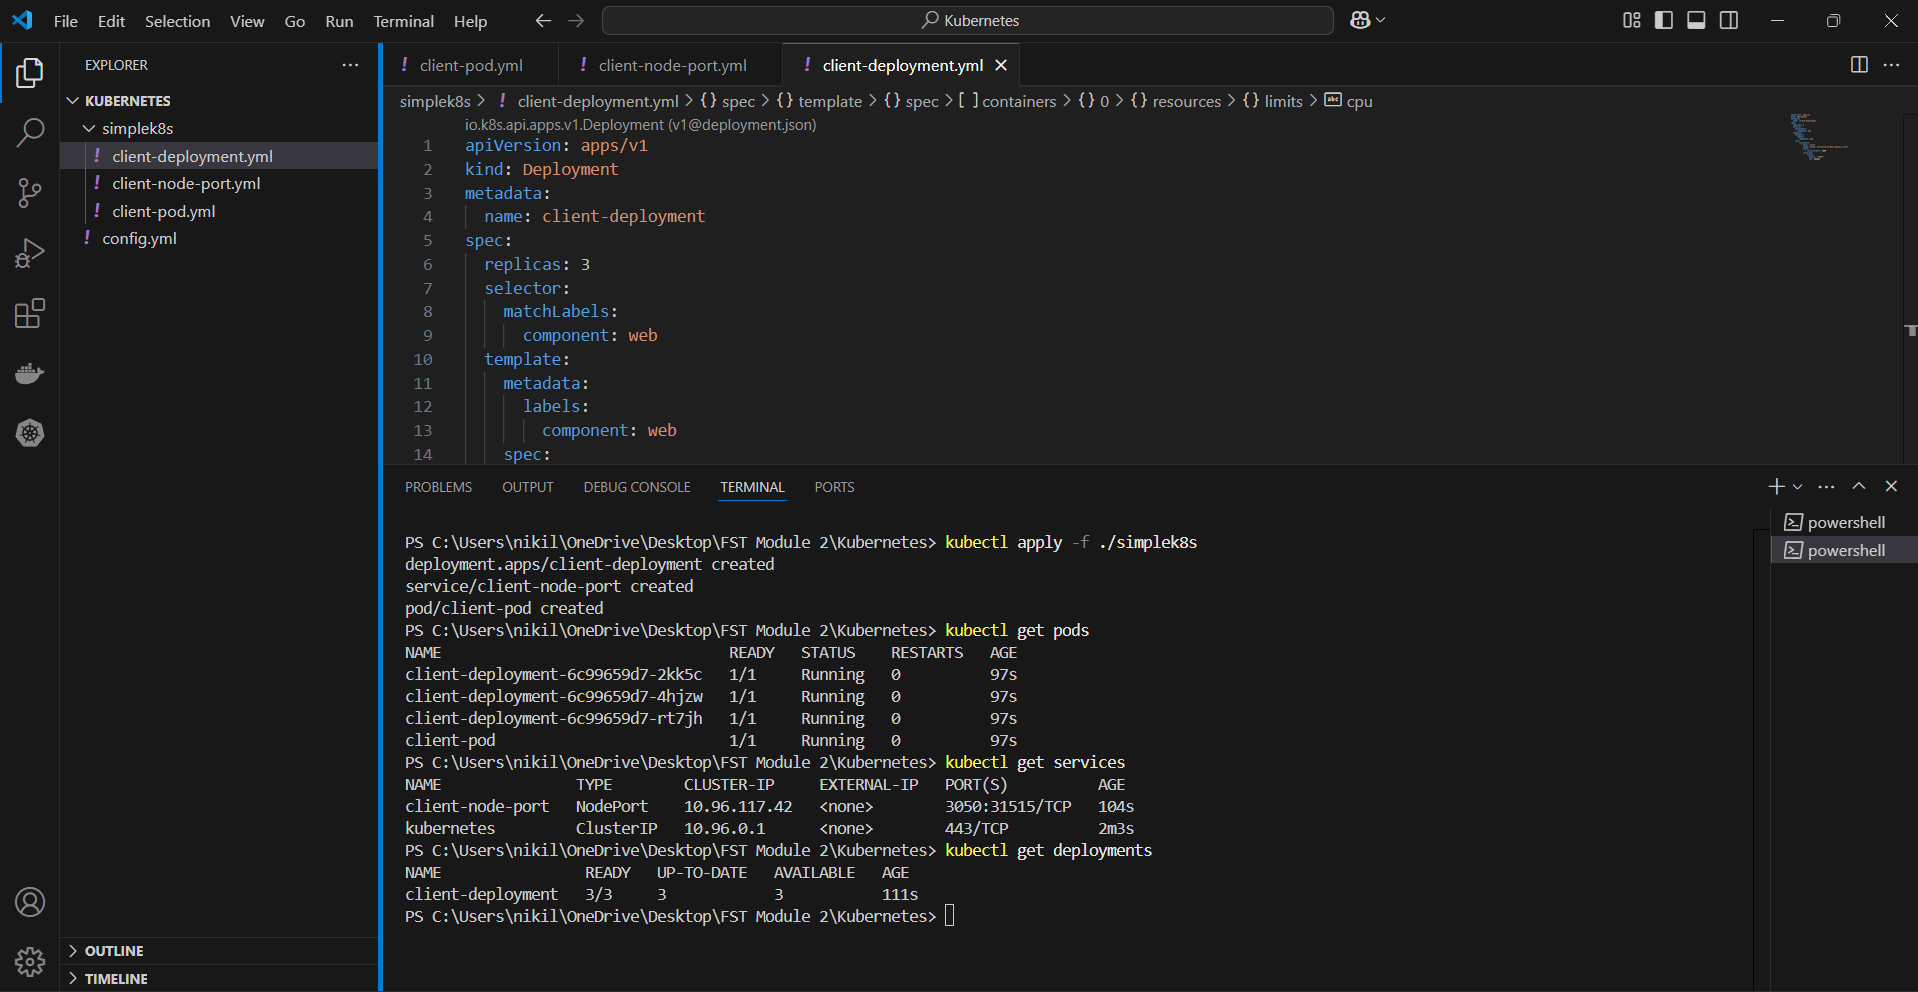 File Edit Selection View Go Run Terminal Help Kubernetes
EXPLORER
KUBERNETES
simplek8s
! client-deployment.yml
! client-node-port.yml
! client-pod.yml
! config.yml
OUTLINE
TIMELINE
! client-pod.yml ! client-node-port.yml ! client-deployment.yml
simplek8s > ! client-deployment.yml > {} spec > {} template > {} spec > [ ] containers > {} 0 > {} resources > {} limits > abc cpu
io.k8s.api.apps.v1.Deployment (v1@deployment.json)
1 apiVersion: apps/v1
2 kind: Deployment
3 metadata:
4 name: client-deployment
5 spec:
6 replicas: 3
7 selector:
8 matchLabels:
9 component: web
10 template:
11 metadata:
12 labels:
13 component: web
14 spec:
PROBLEMS OUTPUT DEBUG CONSOLE TERMINAL PORTS
powershell
powershell
PS C:\Users\nikil\OneDrive\Desktop\FST Module 2\Kubernetes> kubectl apply -f ./simplek8s
deployment.apps/client-deployment created
service/client-node-port created
pod/client-pod created
PS C:\Users\nikil\OneDrive\Desktop\FST Module 2\Kubernetes> kubectl get pods
NAME READY STATUS RESTARTS AGE
client-deployment-6c99659d7-2kk5c 1/1 Running 0 97s
client-deployment-6c99659d7-4hjzw 1/1 Running 0 97s
client-deployment-6c99659d7-rt7jh 1/1 Running 0 97s
client-pod 1/1 Running 0 97s
PS C:\Users\nikil\OneDrive\Desktop\FST Module 2\Kubernetes> kubectl get services
NAME TYPE CLUSTER-IP EXTERNAL-IP PORT(S) AGE
client-node-port NodePort 10.96.117.42 <none> 3050:31515/TCP 104s
kubernetes ClusterIP 10.96.0.1 <none> 443/TCP 2m3s
PS C:\Users\nikil\OneDrive\Desktop\FST Module 2\Kubernetes> kubectl get deployments
NAME READY UP-TO-DATE AVAILABLE AGE
client-deployment 3/3 3 3 111s
PS C:\Users\nikil\OneDrive\Desktop\FST Module 2\Kubernetes>